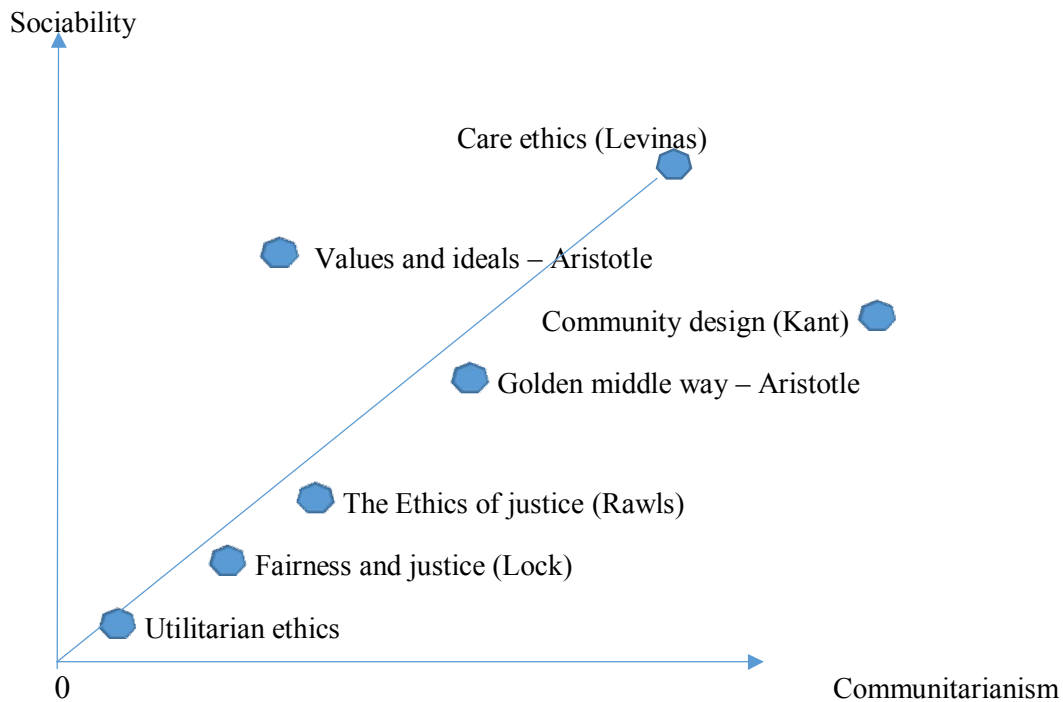 Sociability
Care ethics (Levinas)
Values and ideals – Aristotle
Community design (Kant)
Golden middle way – Aristotle
The Ethics of justice (Rawls)
Fairness and justice (Lock)
Utilitarian ethics
0
Communitarianism